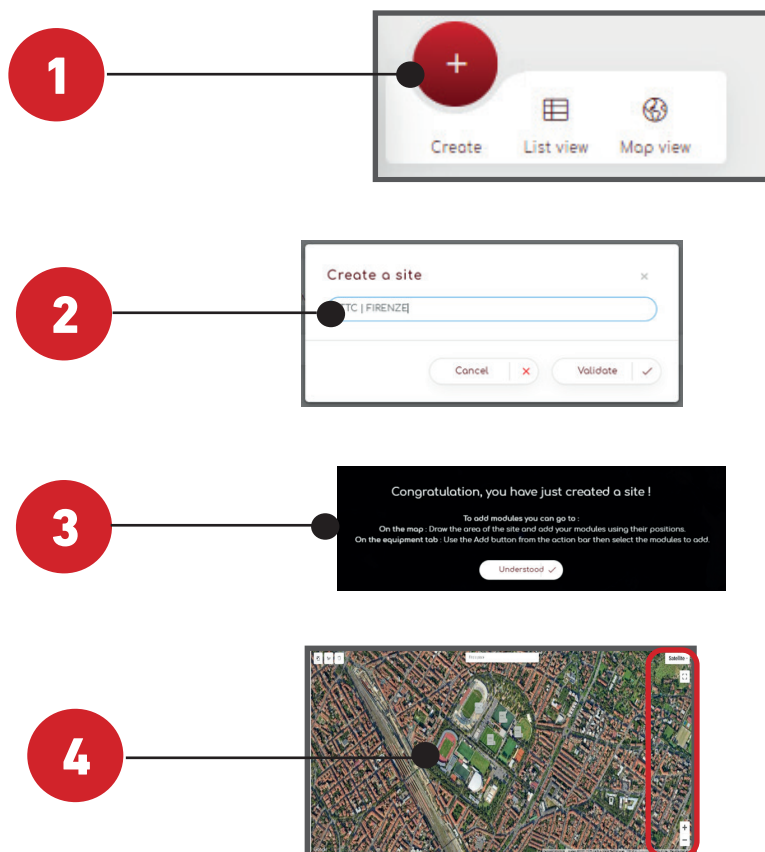 1
+
Create List view Map view
2
Create a site ×
TC | FIRENZE
Cancel × Validate ✓
3
Congratulation, you have just created a site !
To add modules you can go to :
On the map : Draw the area of the site and add your modules using their positions.
On the equipment tab : Use the Add button from the action bar then select the modules to add.
Understood ✓
4
Satellite
+
−